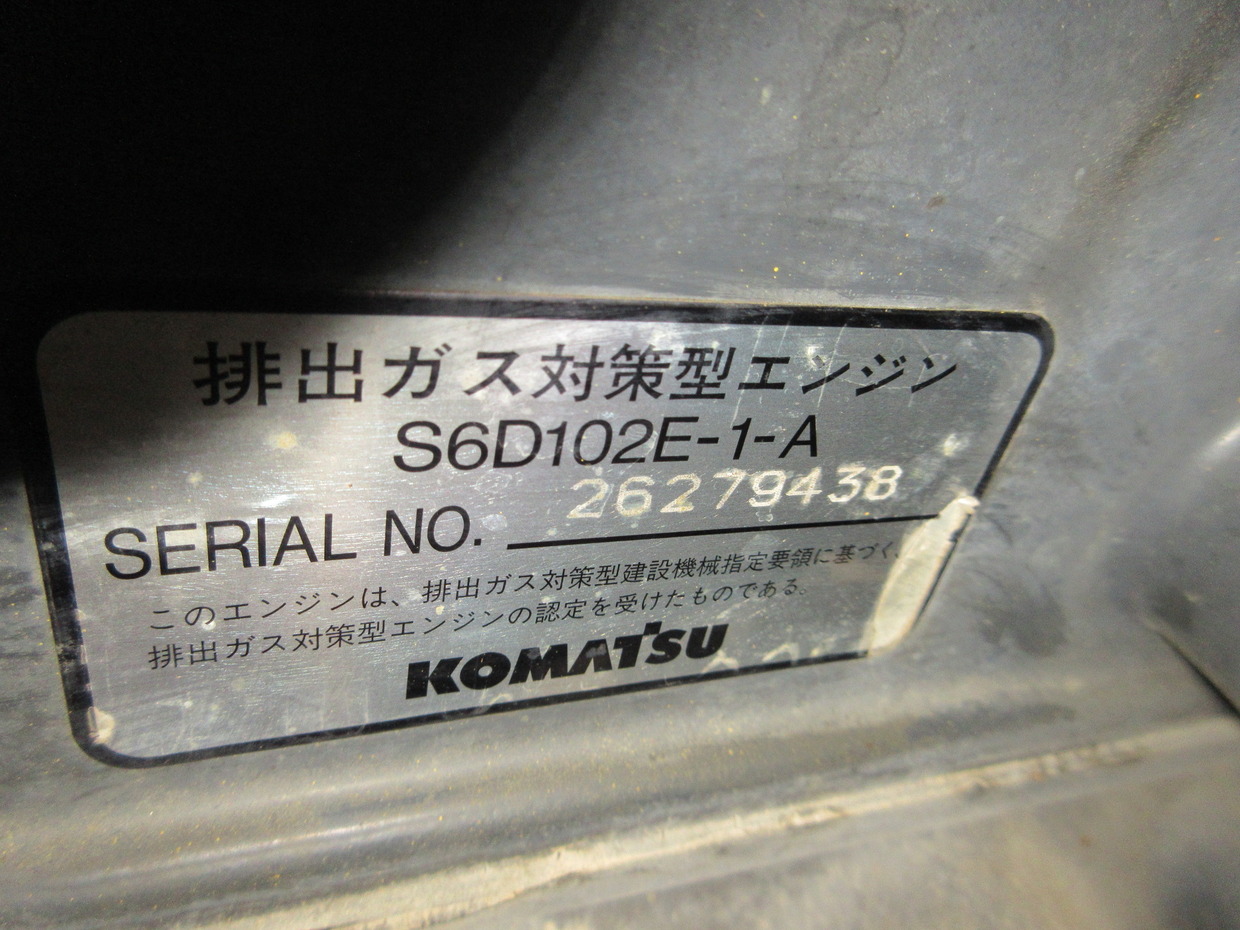 排出ガス対策型エンジン
S6D102E-1-A
SERIAL NO. 26279438
このエンジンは、排出ガス対策型建設機械指定要領に基づく、
排出ガス対策型エンジンの認定を受けたものである。
KOMATSU